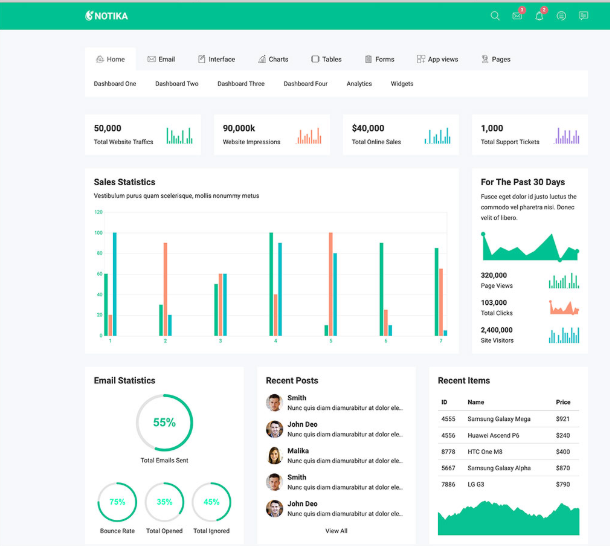 NOTIKA
Home Email Interface Charts Tables Forms App views Pages
Dashboard One Dashboard Two Dashboard Three Dashboard Four Analytics Widgets
50,000
Total Website Traffics
90,000k
Website Impressions
$40,000
Total Online Sales
1,000
Total Support Tickets
Sales Statistics
Vestibulum purus quam scelerisque, mollis nonummy metus
120
100
80
60
40
20
0
1 2 3 4 5 6 7
For The Past 30 Days
Fusce eget dolor id justo luctus the
commodo vel pharetra nisi. Donec
velit of libero.
320,000
Page Views
103,000
Total Clicks
2,400,000
Site Visitors
Email Statistics
55%
Total Emails Sent
75% 35% 45%
Bounce Rate Total Opened Total Ignored
Recent Posts
Smith
Nunc quis diam diamurabitur at dolor ele..
John Deo
Nunc quis diam diamurabitur at dolor ele..
Malika
Nunc quis diam diamurabitur at dolor ele..
Smith
Nunc quis diam diamurabitur at dolor ele..
John Deo
Nunc quis diam diamurabitur at dolor ele..
View All
Recent Items
ID Name Price
4555 Samsung Galaxy Mega $921
4556 Huawei Ascend P6 $240
8778 HTC One M8 $400
5667 Samsung Galaxy Alpha $870
7886 LG G3 $790